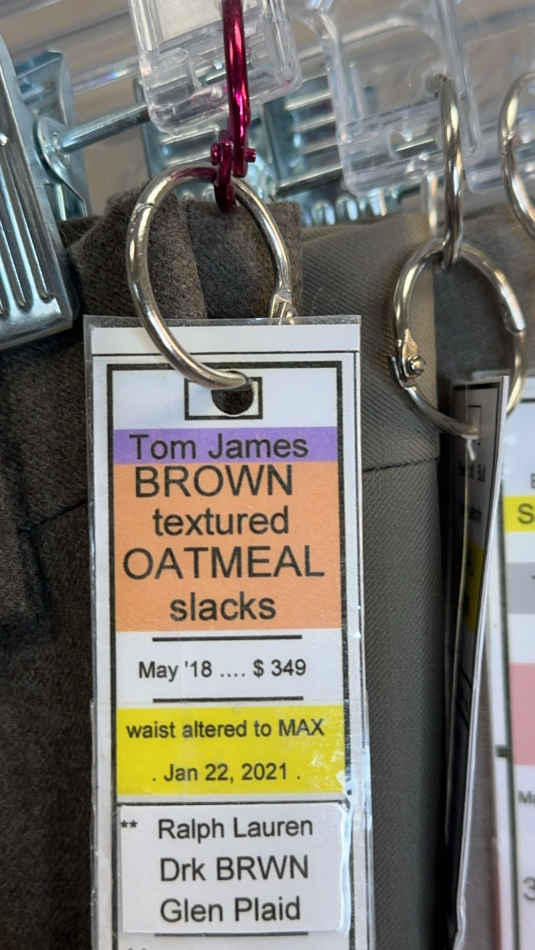 Tom James
BROWN
textured
OATMEAL
slacks
May '18 .... $ 349
waist altered to MAX
. Jan 22, 2021 .
** Ralph Lauren
Drk BRWN
Glen Plaid